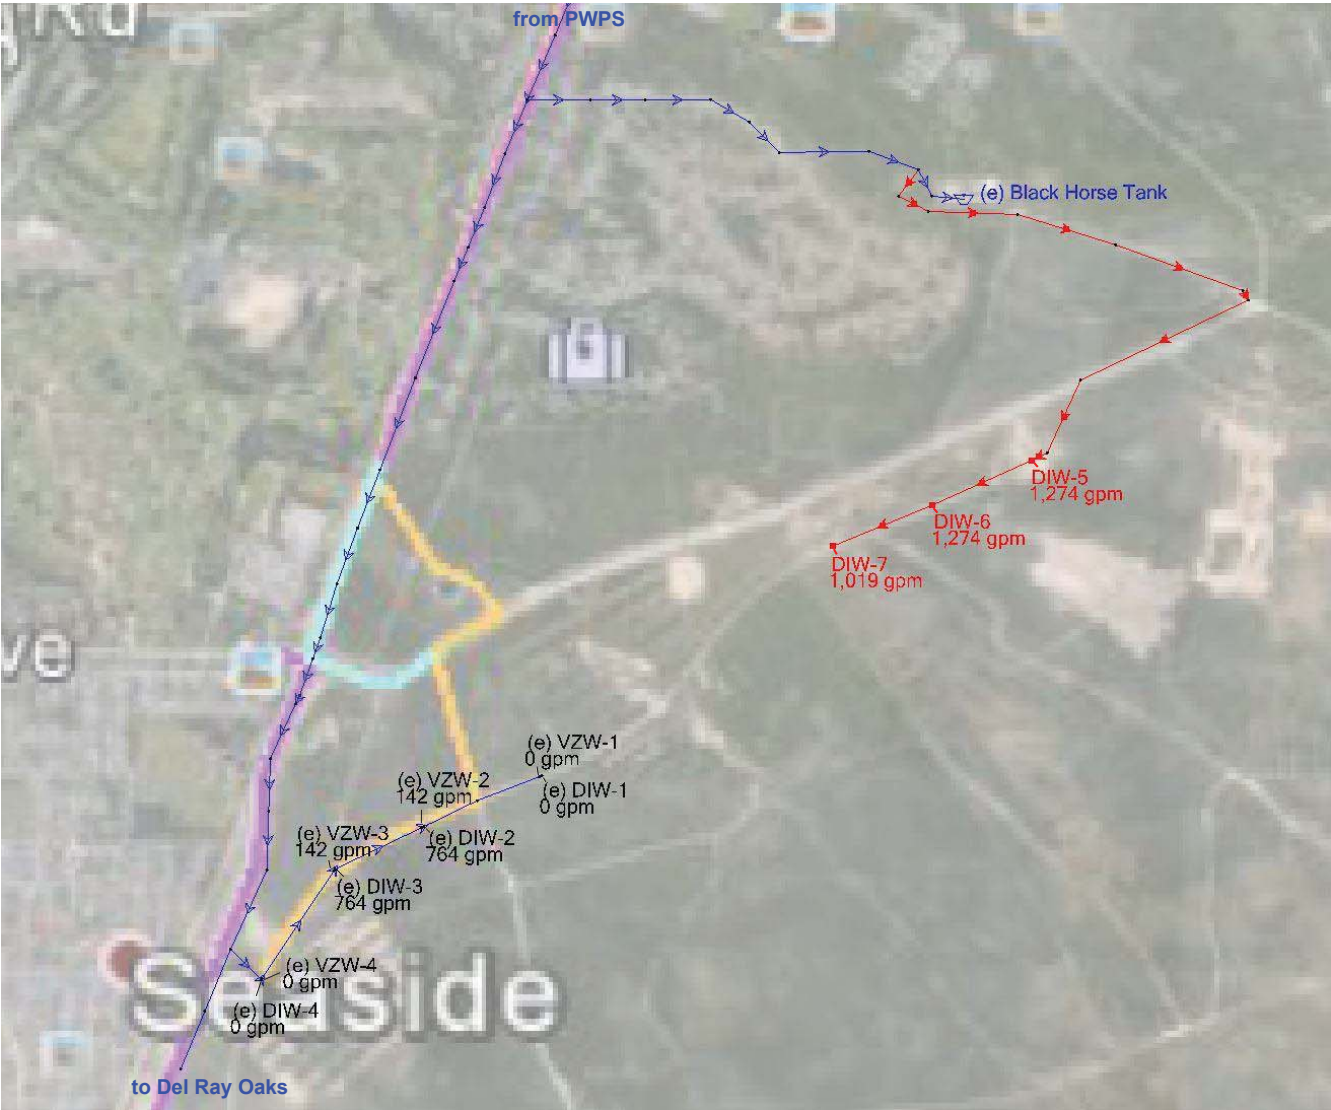 from PWPS
g Rd
(e) Black Horse Tank
DIW-5
1,274 gpm
DIW-6
1,274 gpm
DIW-7
1,019 gpm
ve
(e) VZW-1
0 gpm
(e) DIW-1
0 gpm
(e) VZW-2
142 gpm
(e) DIW-2
764 gpm
(e) VZW-3
142 gpm
(e) DIW-3
764 gpm
(e) VZW-4
0 gpm
Seaside
(e) DIW-4
0 gpm
to Del Ray Oaks